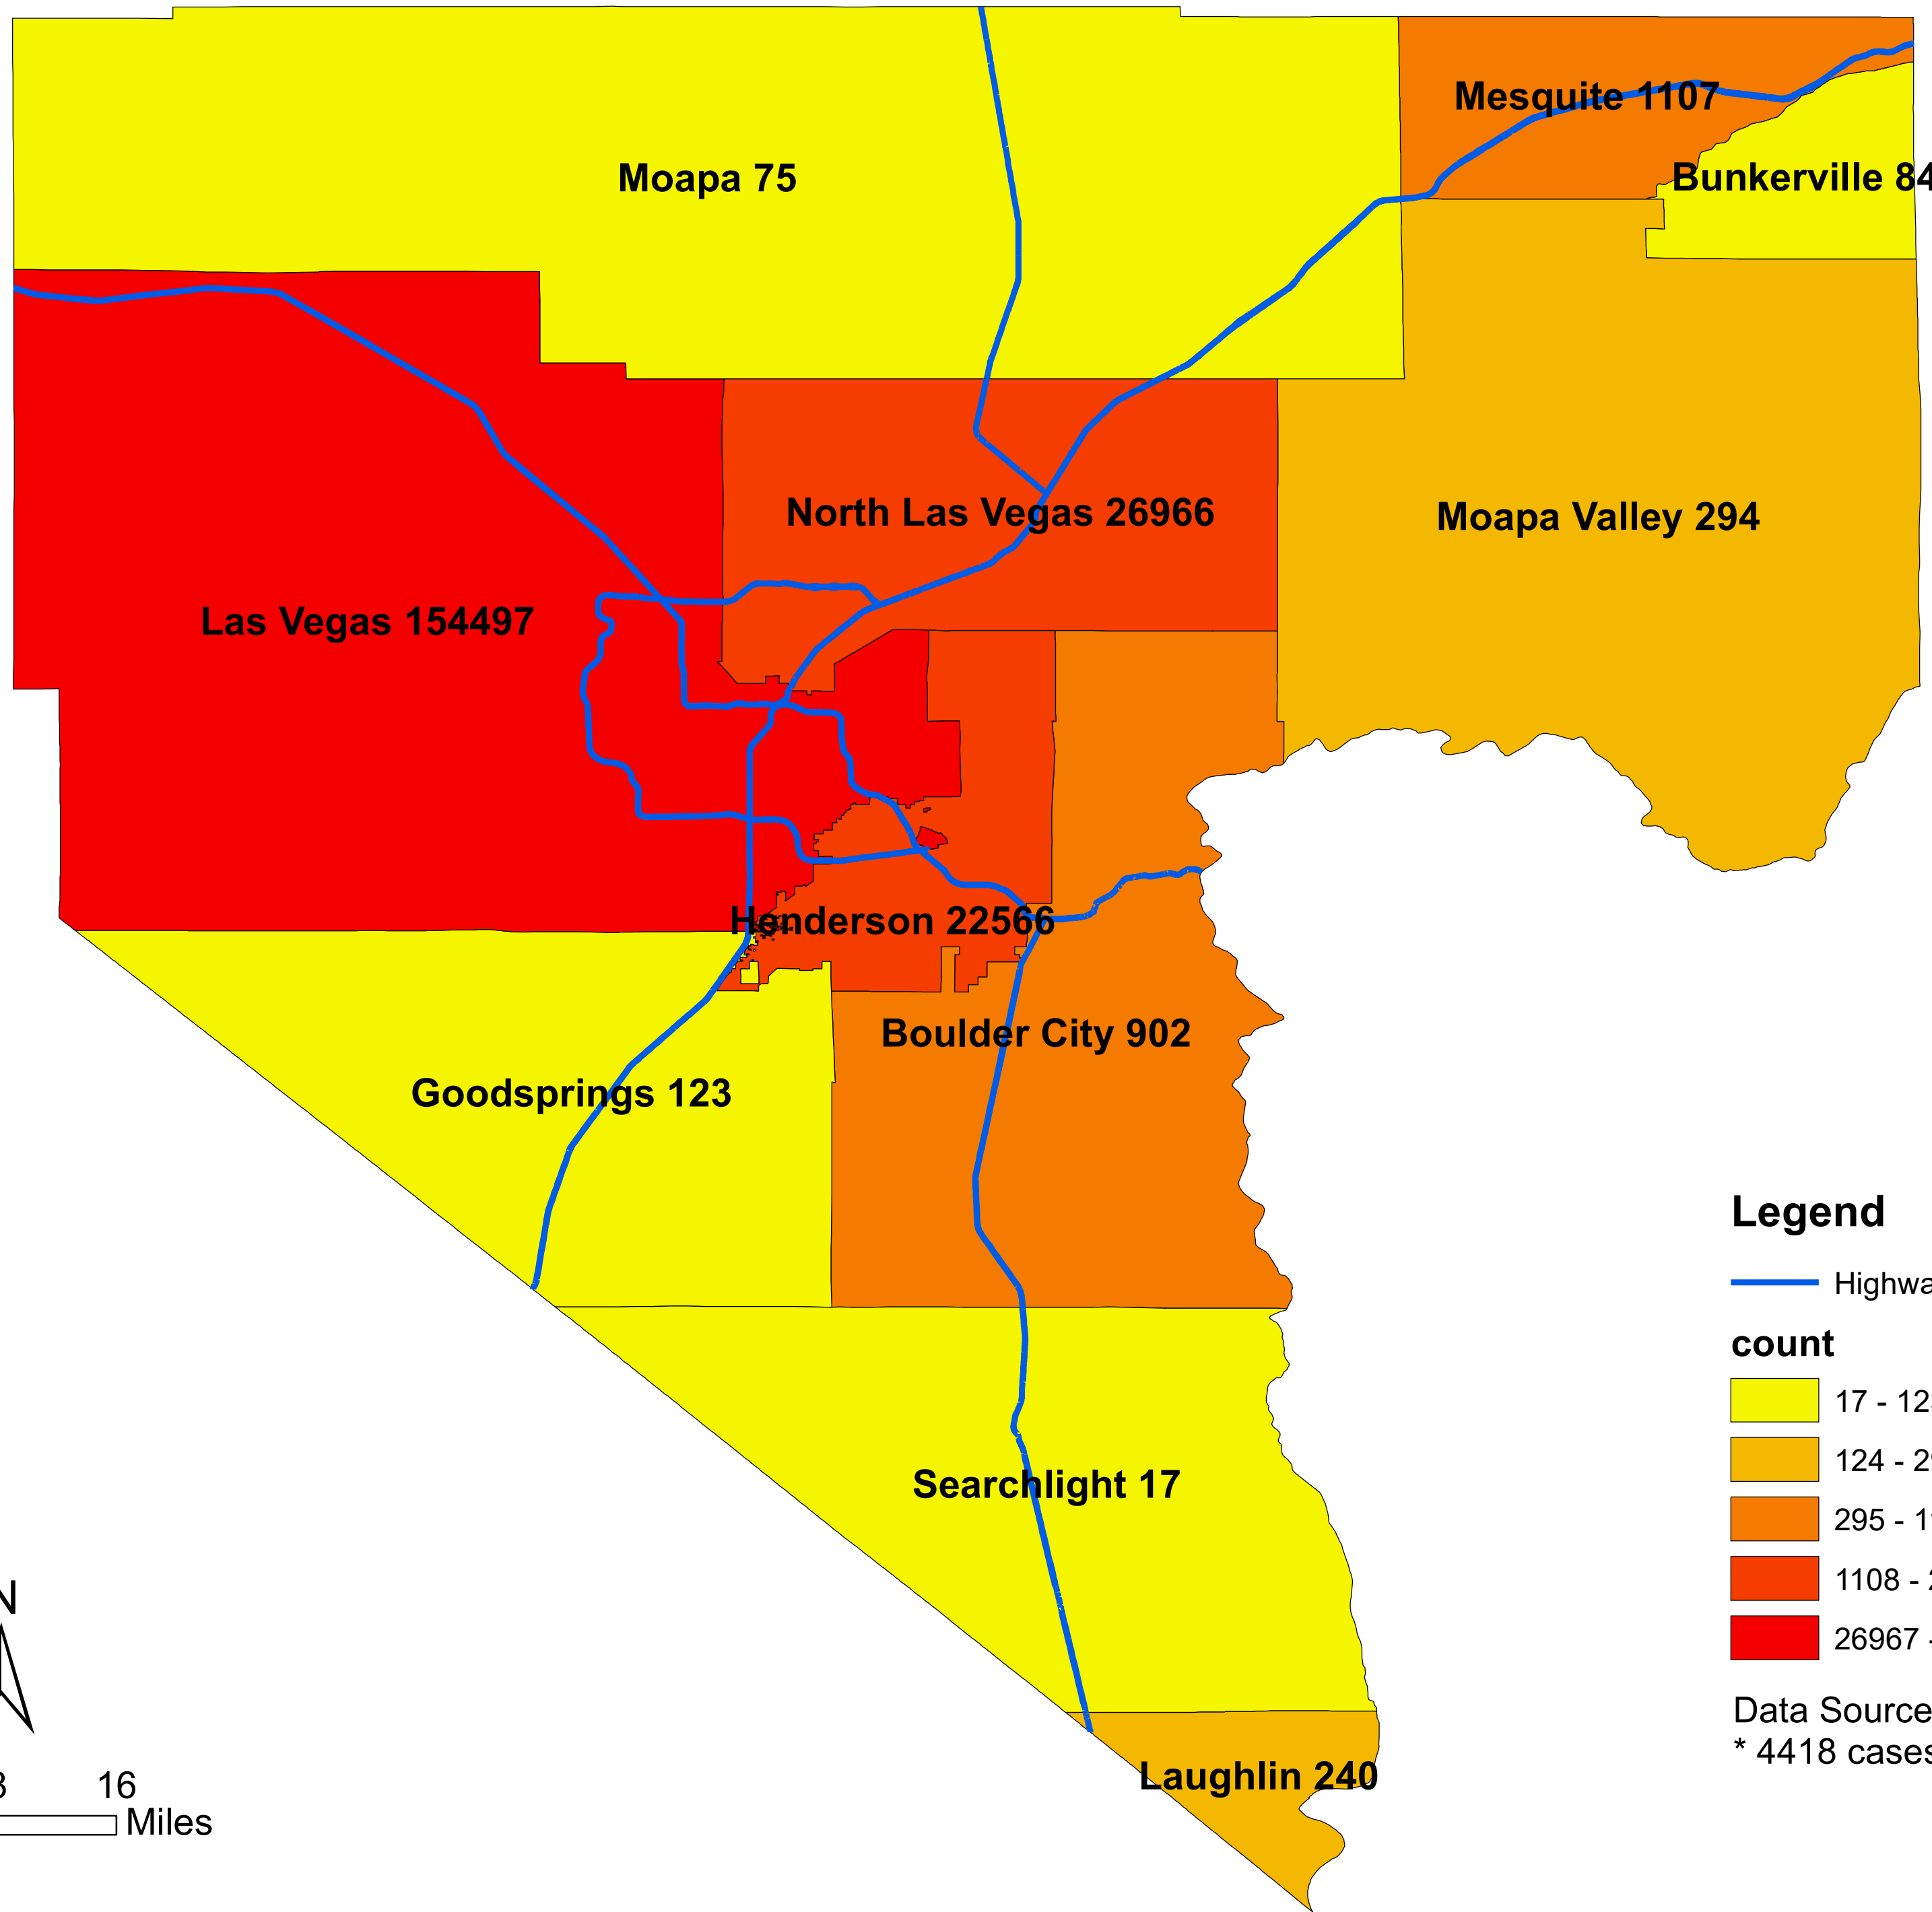 Mesquite 1107
Moapa 75
Bunkerville 84
North Las Vegas 26966
Moapa Valley 294
Las Vegas 154497
Henderson 22566
Boulder City 902
Goodsprings 123
Searchlight 17
Laughlin 240
Legend
Highwa
count
17 - 12
124 - 2
295 - 1
1108 - 2
26967 -
Data Source
* 4418 cases
N
16
Miles